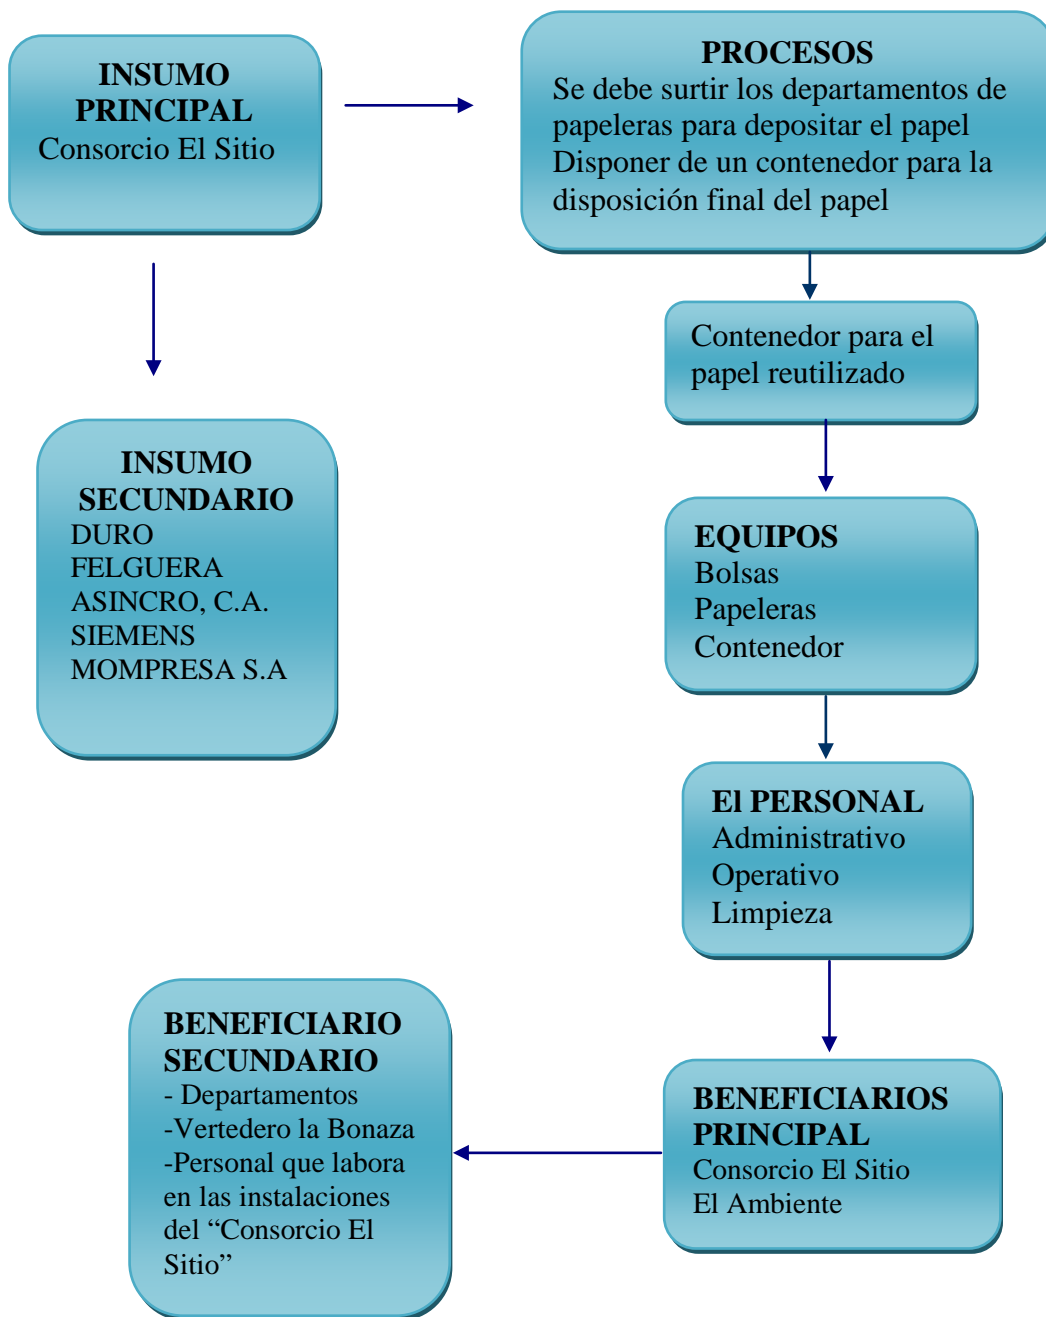 INSUMO
PRINCIPAL
Consorcio El Sitio
PROCESOS
Se debe surtir los departamentos de
papeleras para depositar el papel
Disponer de un contenedor para la
disposición final del papel
Contenedor para el
papel reutilizado
INSUMO
SECUNDARIO
DURO
FELGUERA
ASINCRO, C.A.
SIEMENS
MOMPRESA S.A
EQUIPOS
Bolsas
Papeleras
Contenedor
El PERSONAL
Administrativo
Operativo
Limpieza
BENEFICIARIOS
PRINCIPAL
Consorcio El Sitio
El Ambiente
BENEFICIARIO
SECUNDARIO
- Departamentos
-Vertedero la Bonaza
-Personal que labora
en las instalaciones
del “Consorcio El
Sitio”